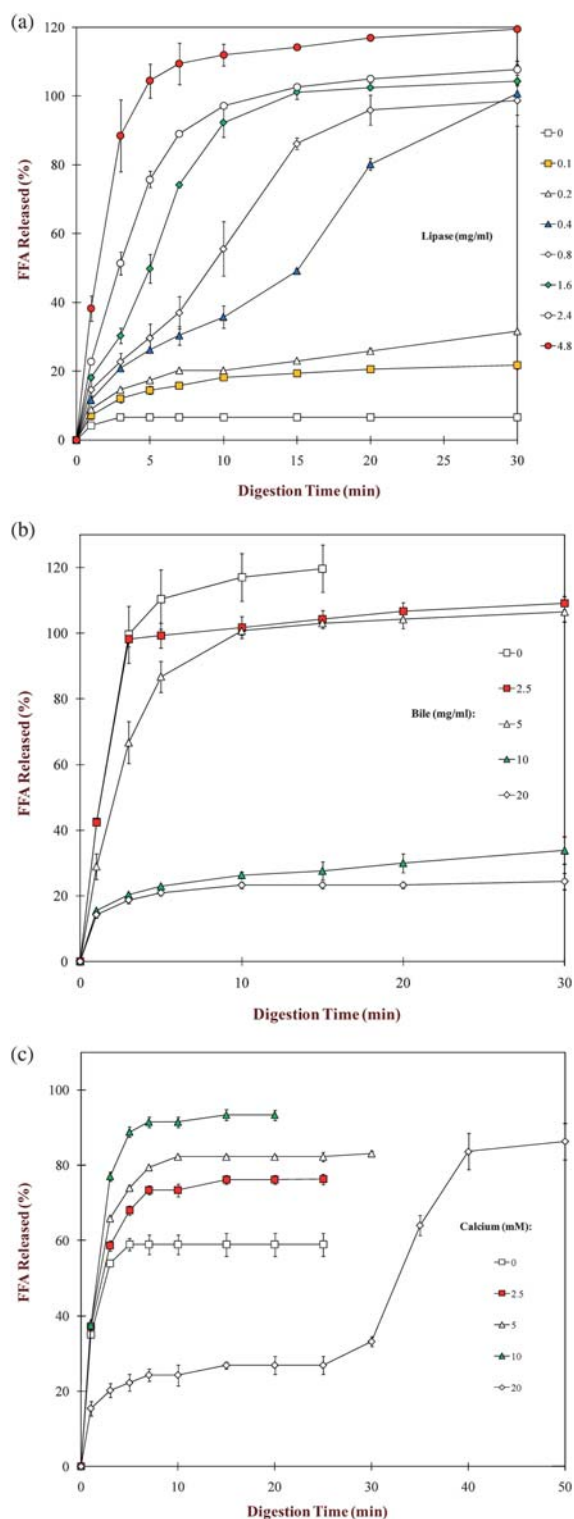 (a)
120
100
80
60
40
20
0
FFA Released (%)
0 5 10 15 20 25 30
Digestion Time (min)
Lipase (mg/ml)
0
0.1
0.2
0.4
0.8
1.6
2.4
4.8
(b)
120
100
80
60
40
20
0
FFA Released (%)
0 10 20 30
Digestion Time (min)
Bile (mg/ml):
0
2.5
5
10
20
(c)
100
80
60
40
20
0
FFA Released (%)
0 10 20 30 40 50
Digestion Time (min)
Calcium (mM):
0
2.5
5
10
20